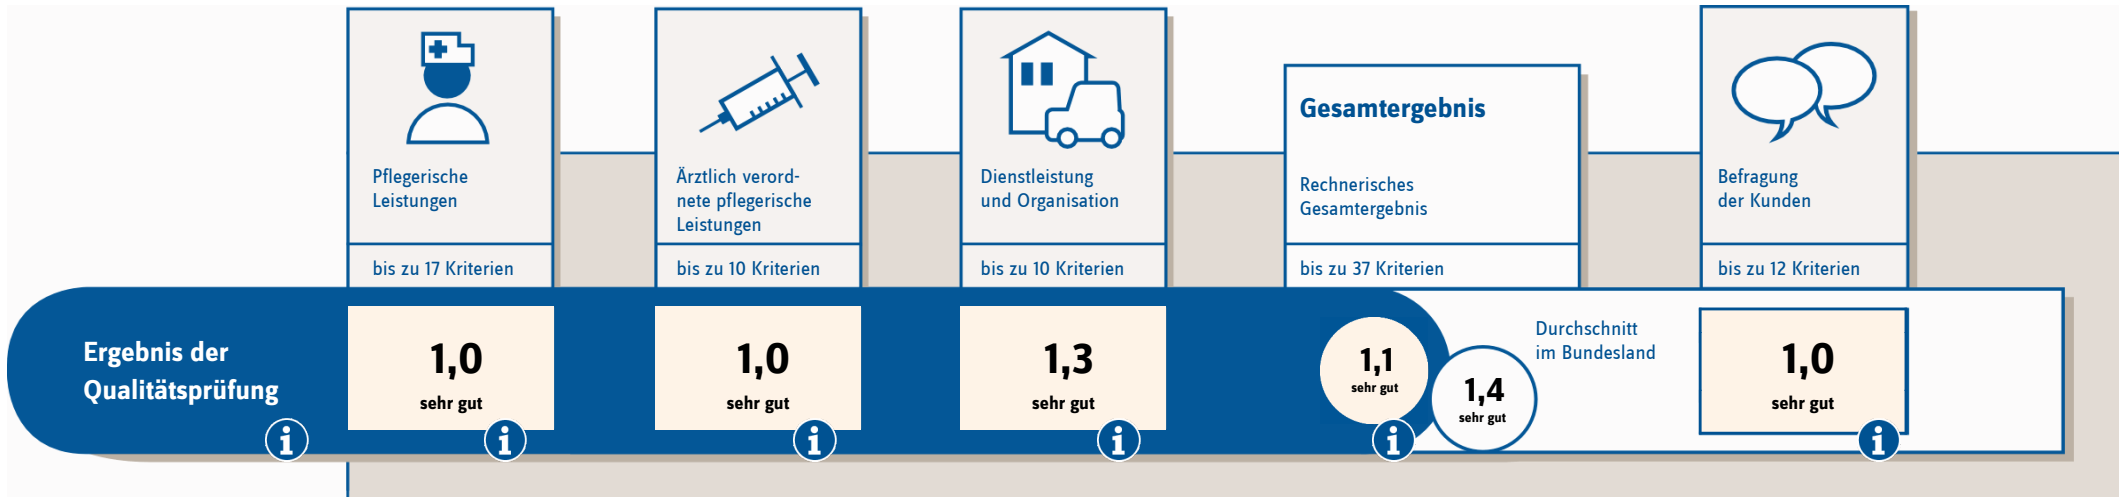 Pflegerische
Leistungen
bis zu 17 Kriterien
Ärztlich verord-
nete pflegerische
Leistungen
bis zu 10 Kriterien
Dienstleistung
und Organisation
bis zu 10 Kriterien
Gesamtergebnis
Rechnerisches
Gesamtergebnis
bis zu 37 Kriterien
Befragung
der Kunden
bis zu 12 Kriterien
Ergebnis der
Qualitätsprüfung
i
1,0
sehr gut
i
1,0
sehr gut
i
1,3
sehr gut
i
1,1
sehr gut
i
1,4
sehr gut
Durchschnitt
im Bundesland
1,0
sehr gut
i